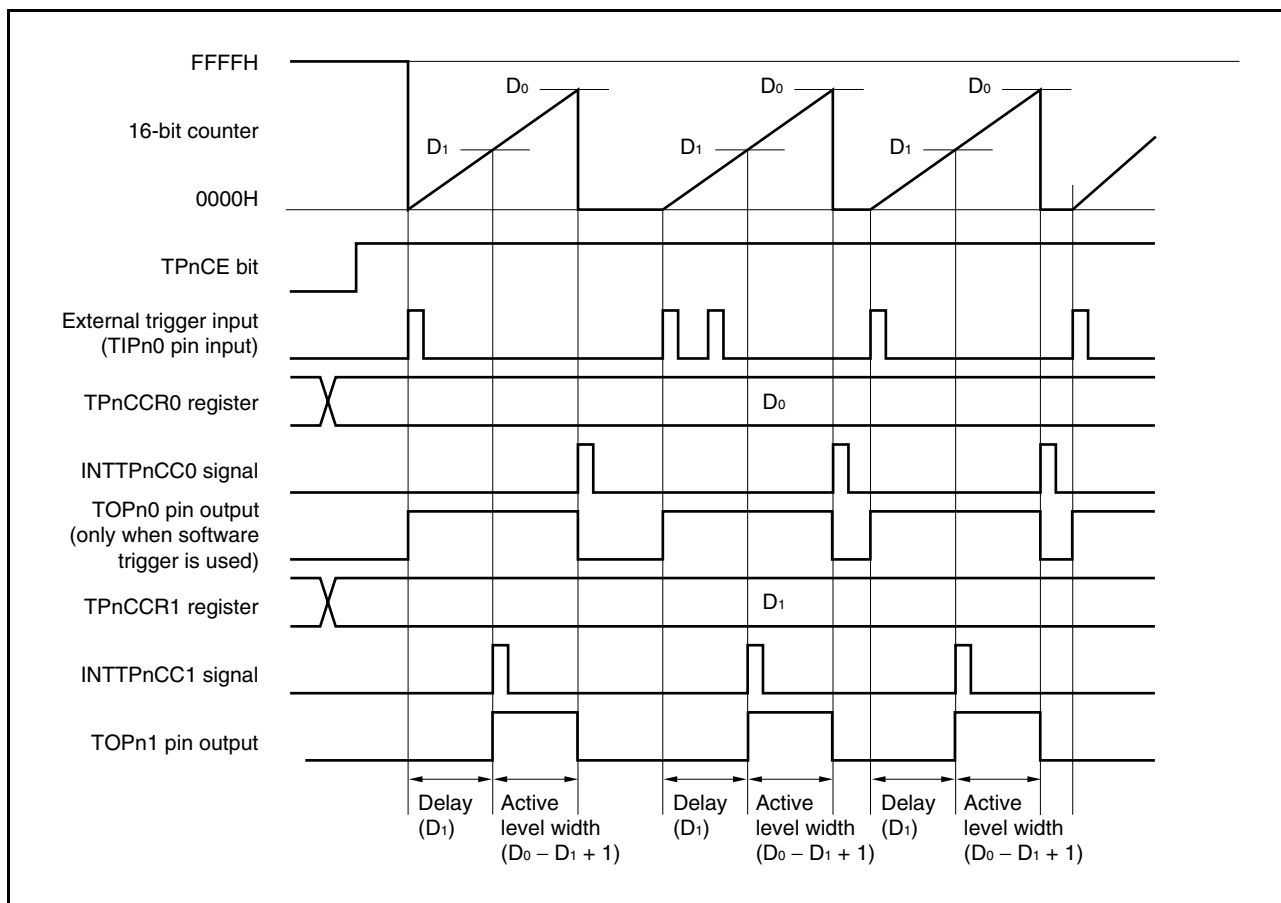 FFFFH
D0 D0 D0
16-bit counter
D1 D1 D1
0000H
TPnCE bit
External trigger input
(TIPn0 pin input)
TPnCCR0 register
D0
INTTPnCC0 signal
TOPn0 pin output
(only when software
trigger is used)
TPnCCR1 register
D1
INTTPnCC1 signal
TOPn1 pin output
Delay
(D1)
Active
level width
(D0 – D1 + 1)
Delay
(D1)
Active
level width
(D0 – D1 + 1)
Delay
(D1)
Active
level width
(D0 – D1 + 1)